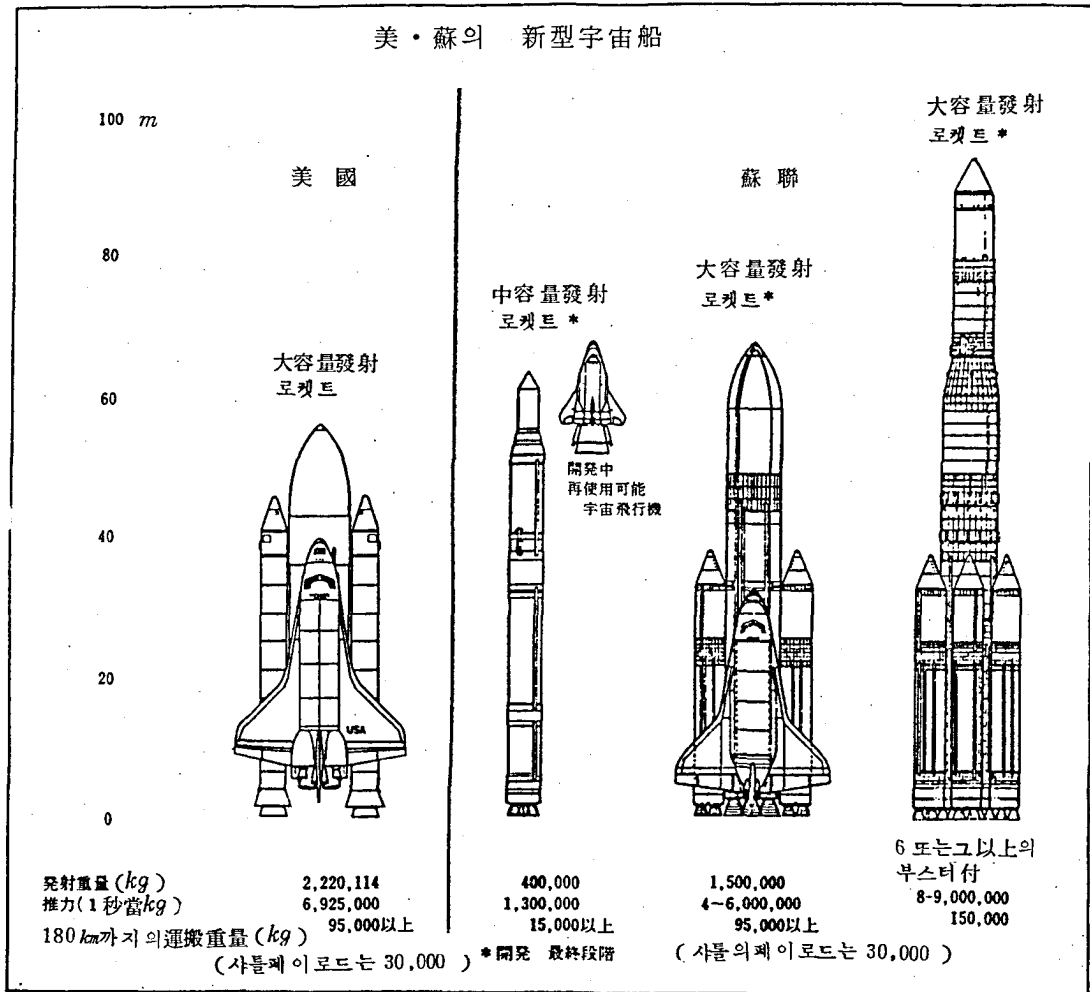 美・蘇의 新型宇宙船
100 m
80
60
40
20
0
美國
大容量發射
로켓트
USA
蘇聯
中容量發射
로켓트 *
開発中
再使用可能
宇宙飛行機
大容量發射
로켓트*
大容量發射
로켓트 *
6 또는그以上의
부스터付
発射重量(kg) 2,220,114 400,000 1,500,000 8-9,000,000
推力(1秒當kg) 6,925,000 1,300,000 4~6,000,000 150,000
180km까지의運搬重量(kg) 95,000以上 15,000以上 95,000以上
(샤틀페이로드는 30,000) *開発 最終段階 (샤틀의페이로드는 30,000)